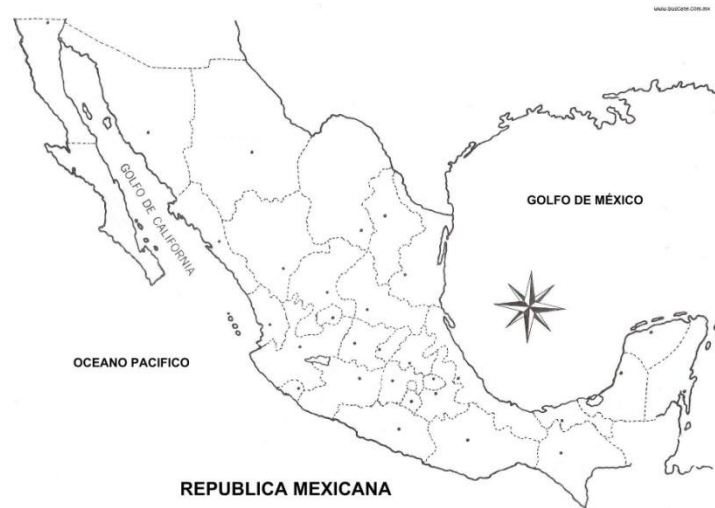 www.buscate.com.mx
GOLFO DE MÉXICO
GOLFO DE CALIFORNIA
OCEANO PACIFICO
REPUBLICA MEXICANA